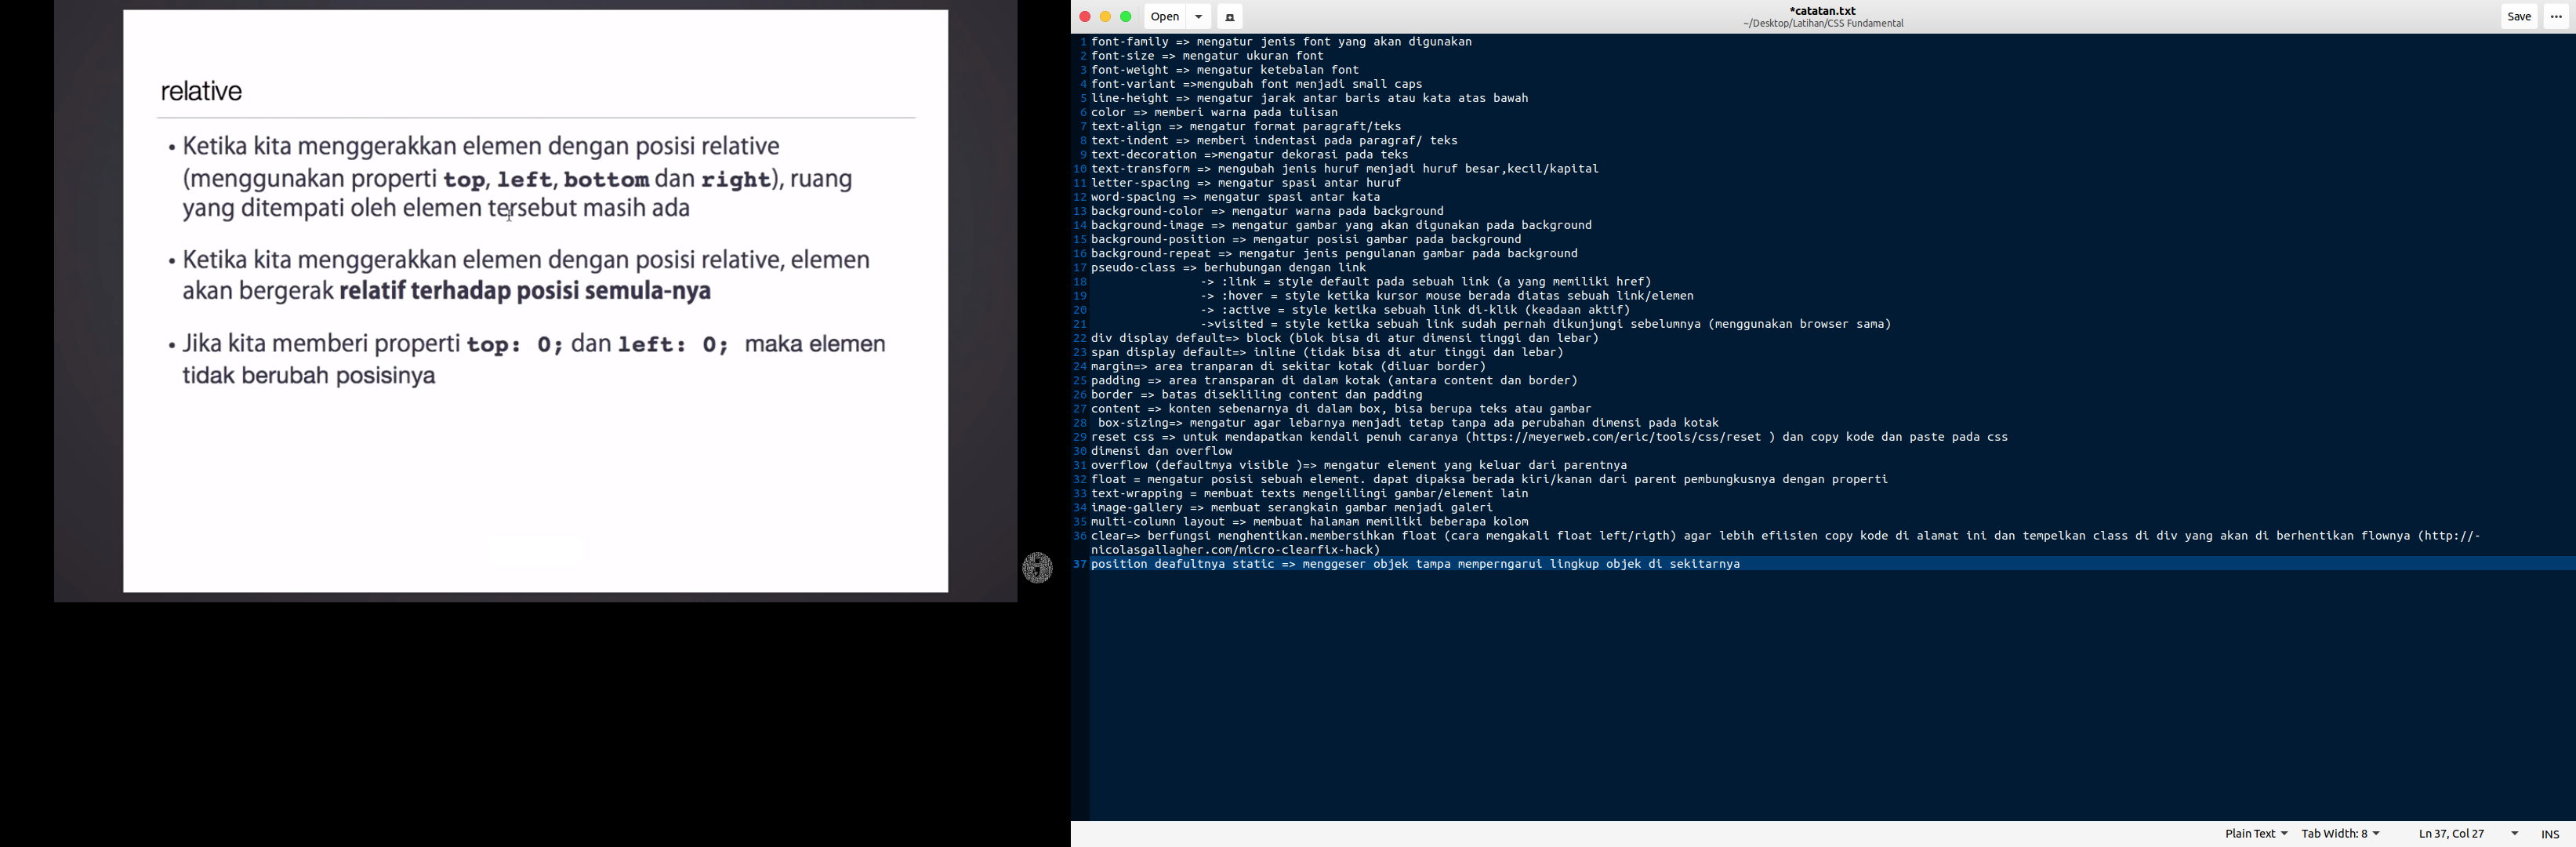 relative
• Ketika kita menggerakkan elemen dengan posisi relative
(menggunakan properti top, left, bottom dan right), ruang
yang ditempati oleh elemen tersebut masih ada
• Ketika kita menggerakkan elemen dengan posisi relative, elemen
akan bergerak relatif terhadap posisi semula-nya
• Jika kita memberi properti top: 0; dan left: 0; maka elemen
tidak berubah posisinya
Open
*catatan.txt
~/Desktop/Latihan/CSS Fundamental
Save
1 font-family => mengatur jenis font yang akan digunakan
2 font-size => mengatur ukuran font
3 font-weight => mengatur ketebalan font
4 font-variant =>mengubah font menjadi small caps
5 line-height => mengatur jarak antar baris atau kata atas bawah
6 color => memberi warna pada tulisan
7 text-align => mengatur format paragraft/teks
8 text-indent => memberi indentasi pada paragraf/ teks
9 text-decoration =>mengatur dekorasi pada teks
10 text-transform => mengubah jenis huruf menjadi huruf besar,kecil/kapital
11 letter-spacing => mengatur spasi antar huruf
12 word-spacing => mengatur spasi antar kata
13 background-color => mengatur warna pada background
14 background-image => mengatur gambar yang akan digunakan pada background
15 background-position => mengatur posisi gambar pada background
16 background-repeat => mengatur jenis pengulanan gambar pada background
17 pseudo-class => berhubungan dengan link
18 -> :link = style default pada sebuah link (a yang memiliki href)
19 -> :hover = style ketika kursor mouse berada diatas sebuah link/elemen
20 -> :active = style ketika sebuah link di-klik (keadaan aktif)
21 ->visited = style ketika sebuah link sudah pernah dikunjungi sebelumnya (menggunakan browser sama)
22 div display default=> block (blok bisa di atur dimensi tinggi dan lebar)
23 span display default=> inline (tidak bisa di atur tinggi dan lebar)
24 margin=> area tranparan di sekitar kotak (diluar border)
25 padding => area transparan di dalam kotak (antara content dan border)
26 border => batas disekliling content dan padding
27 content => konten sebenarnya di dalam box, bisa berupa teks atau gambar
28 box-sizing=> mengatur agar lebarnya menjadi tetap tanpa ada perubahan dimensi pada kotak
29 reset css => untuk mendapatkan kendali penuh caranya (https://meyerweb.com/eric/tools/css/reset ) dan copy kode dan paste pada css
30 dimensi dan overflow
31 overflow (defaultmya visible )=> mengatur element yang keluar dari parentnya
32 float = mengatur posisi sebuah element. dapat dipaksa berada kiri/kanan dari parent pembungkusnya dengan properti
33 text-wrapping = membuat texts mengelilingi gambar/element lain
34 image-gallery => membuat serangkain gambar menjadi galeri
35 multi-column layout => membuat halamam memiliki beberapa kolom
36 clear=> berfungsi menghentikan.membersihkan float (cara mengakali float left/rigth) agar lebih efiisien copy kode di alamat ini dan tempelkan class di div yang akan di berhentikan flownya (http://-
nicolasgallagher.com/micro-clearfix-hack)
37 position deafultnya static => menggeser objek tampa memperngarui lingkup objek di sekitarnya
Plain Text
Tab Width: 8
Ln 37, Col 27
INS